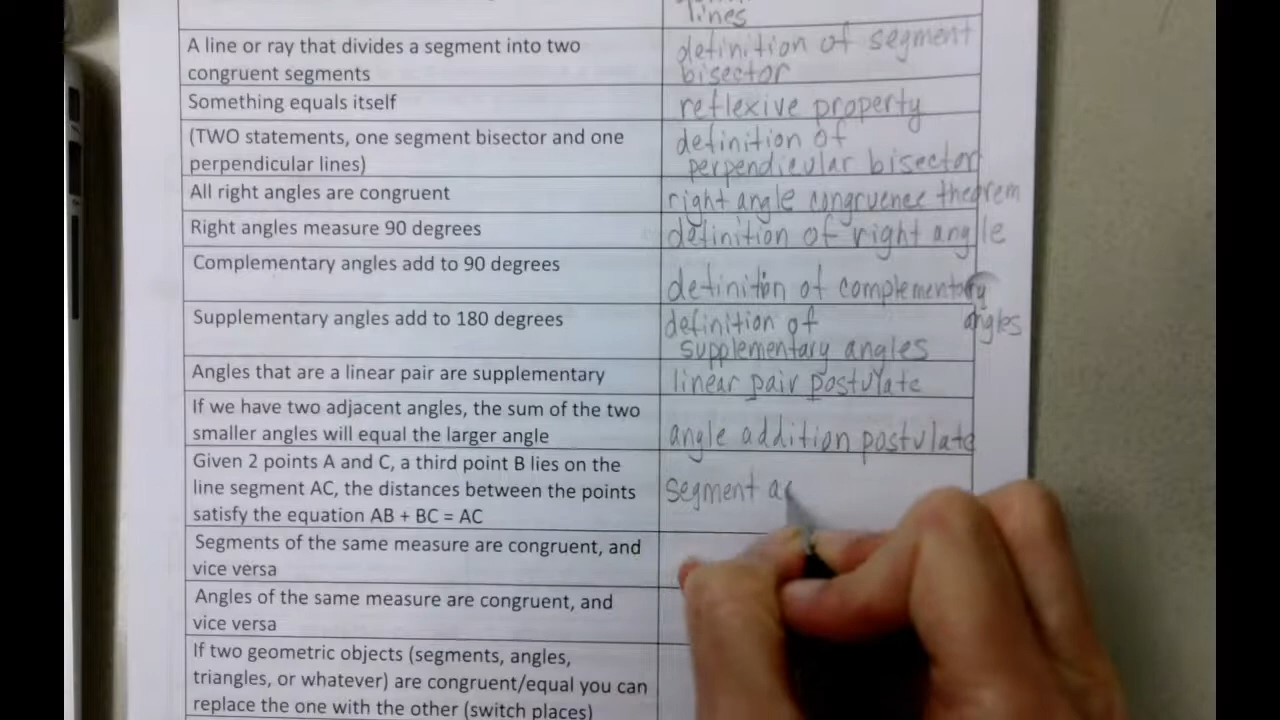 lines
A line or ray that divides a segment into two
congruent segments
definition of segment
bisector
Something equals itself
reflexive property
(TWO statements, one segment bisector and one
perpendicular lines)
definition of
perpendicular bisector
All right angles are congruent
right angle congruence theorem
Right angles measure 90 degrees
definition of right angle
Complementary angles add to 90 degrees
definition of complementary
angles
Supplementary angles add to 180 degrees
definition of
supplementary angles
Angles that are a linear pair are supplementary
linear pair postulate
If we have two adjacent angles, the sum of the two
smaller angles will equal the larger angle
angle addition postulate
Given 2 points A and C, a third point B lies on the
line segment AC, the distances between the points
satisfy the equation AB + BC = AC
segment ad
Segments of the same measure are congruent, and
vice versa
Angles of the same measure are congruent, and
vice versa
If two geometric objects (segments, angles,
triangles, or whatever) are congruent/equal you can
replace the one with the other (switch places)